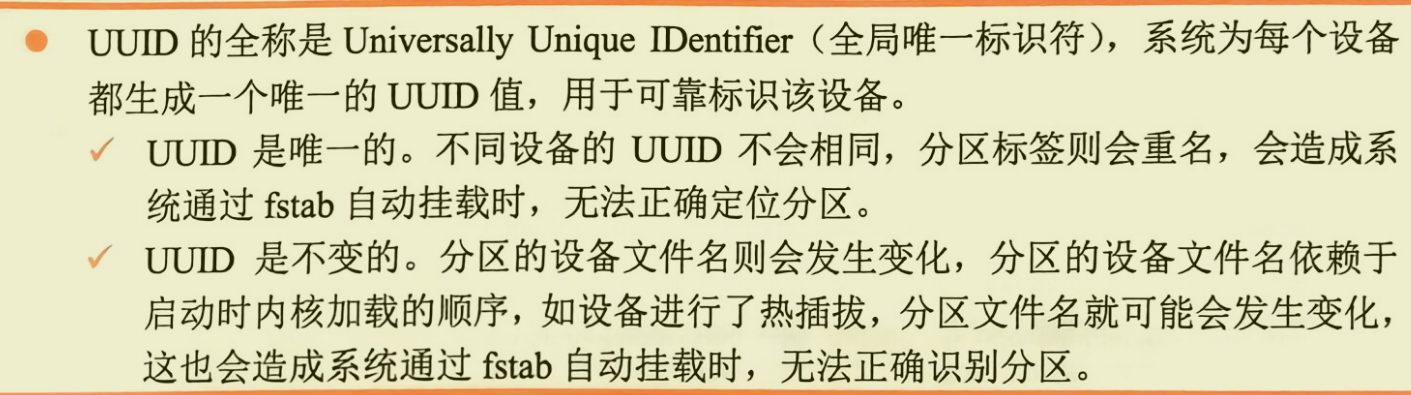 ● UUID 的全称是 Universally Unique IDentifier（全局唯一标识符），系统为每个设备
都生成一个唯一的 UUID 值，用于可靠标识该设备。
✓ UUID 是唯一的。不同设备的 UUID 不会相同，分区标签则会重名，会造成系
统通过 fstab 自动挂载时，无法正确定位分区。
✓ UUID 是不变的。分区的设备文件名则会发生变化，分区的设备文件名依赖于
启动时内核加载的顺序，如设备进行了热插拔，分区文件名就可能会发生变化，
这也会造成系统通过 fstab 自动挂载时，无法正确识别分区。